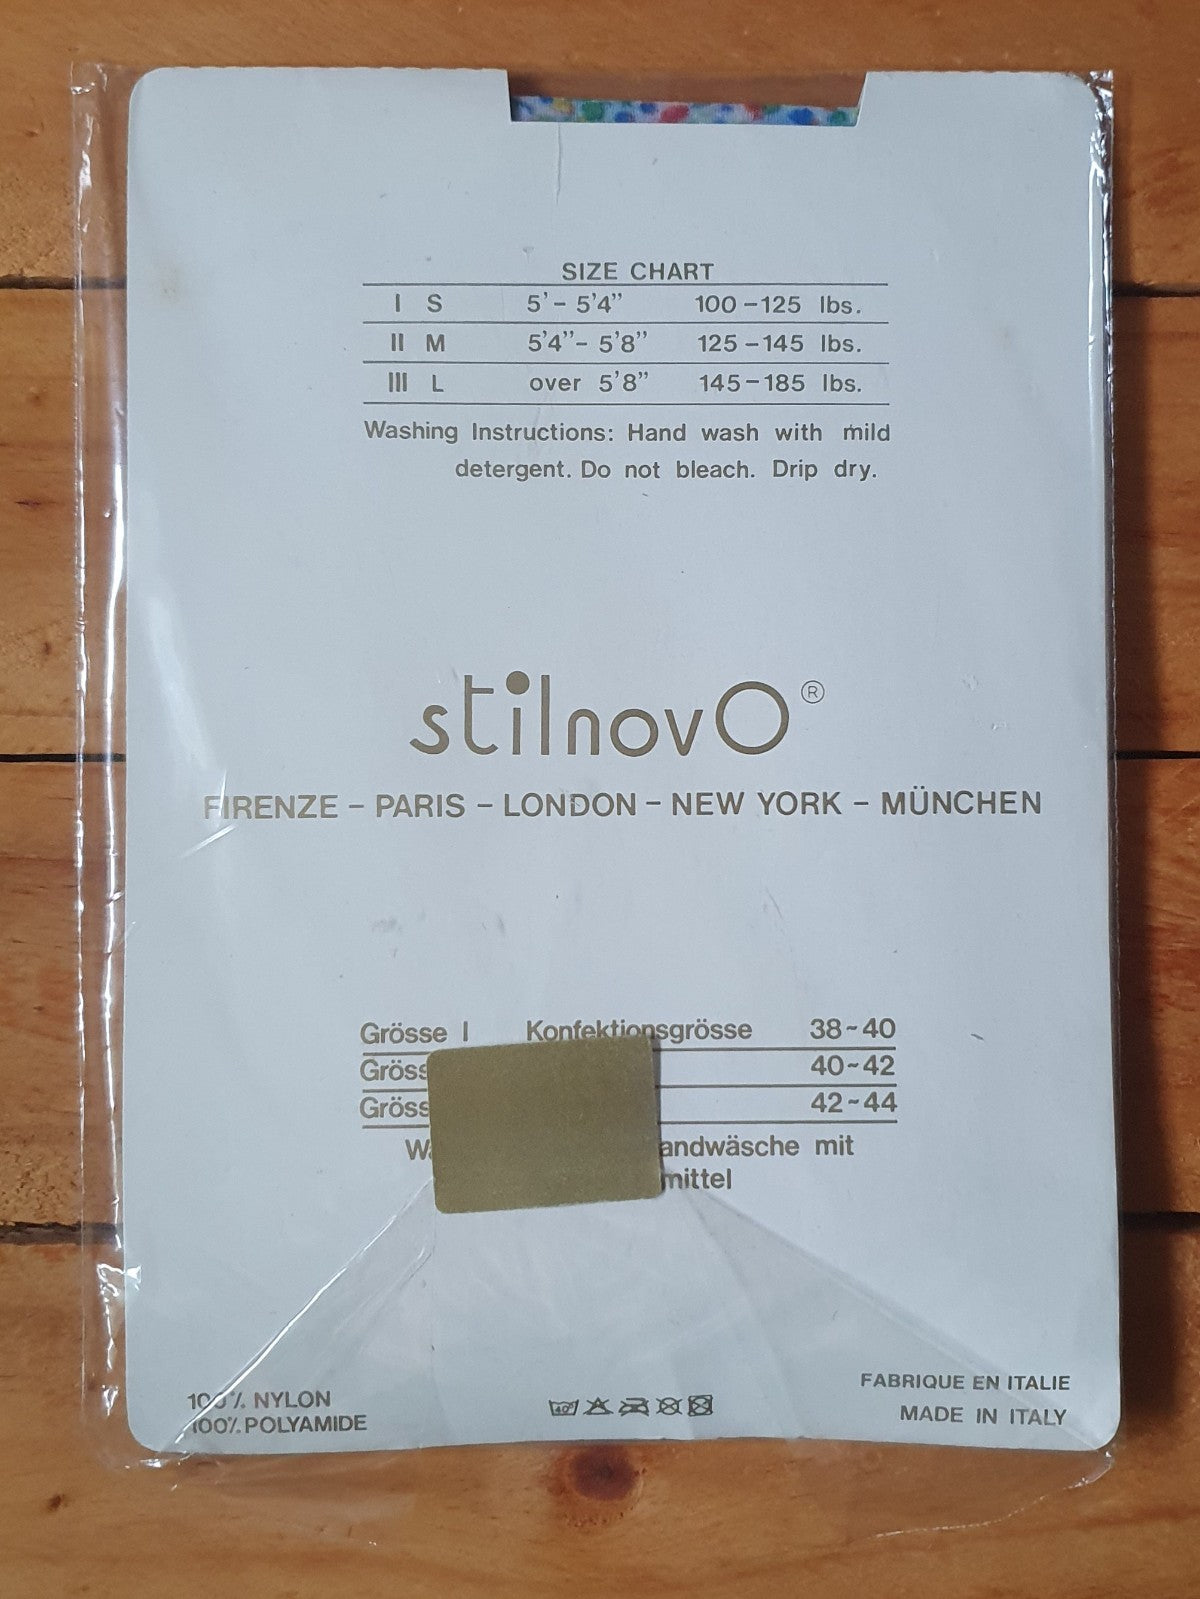 SIZE CHART
I S 5' - 5'4" 100 - 125 lbs.
II M 5'4" - 5'8" 125 - 145 lbs.
III L over 5'8" 145 - 185 lbs.
Washing Instructions: Hand wash with mild
detergent. Do not bleach. Drip dry.
stilnovO ®
FIRENZE - PARIS - LONDON - NEW YORK - MÜNCHEN
Grösse I Konfektionsgrösse 38~40
40~42
42~44
mit
100% NYLON
100% POLYAMIDE
40°
FABRIQUE EN ITALIE
MADE IN ITALY